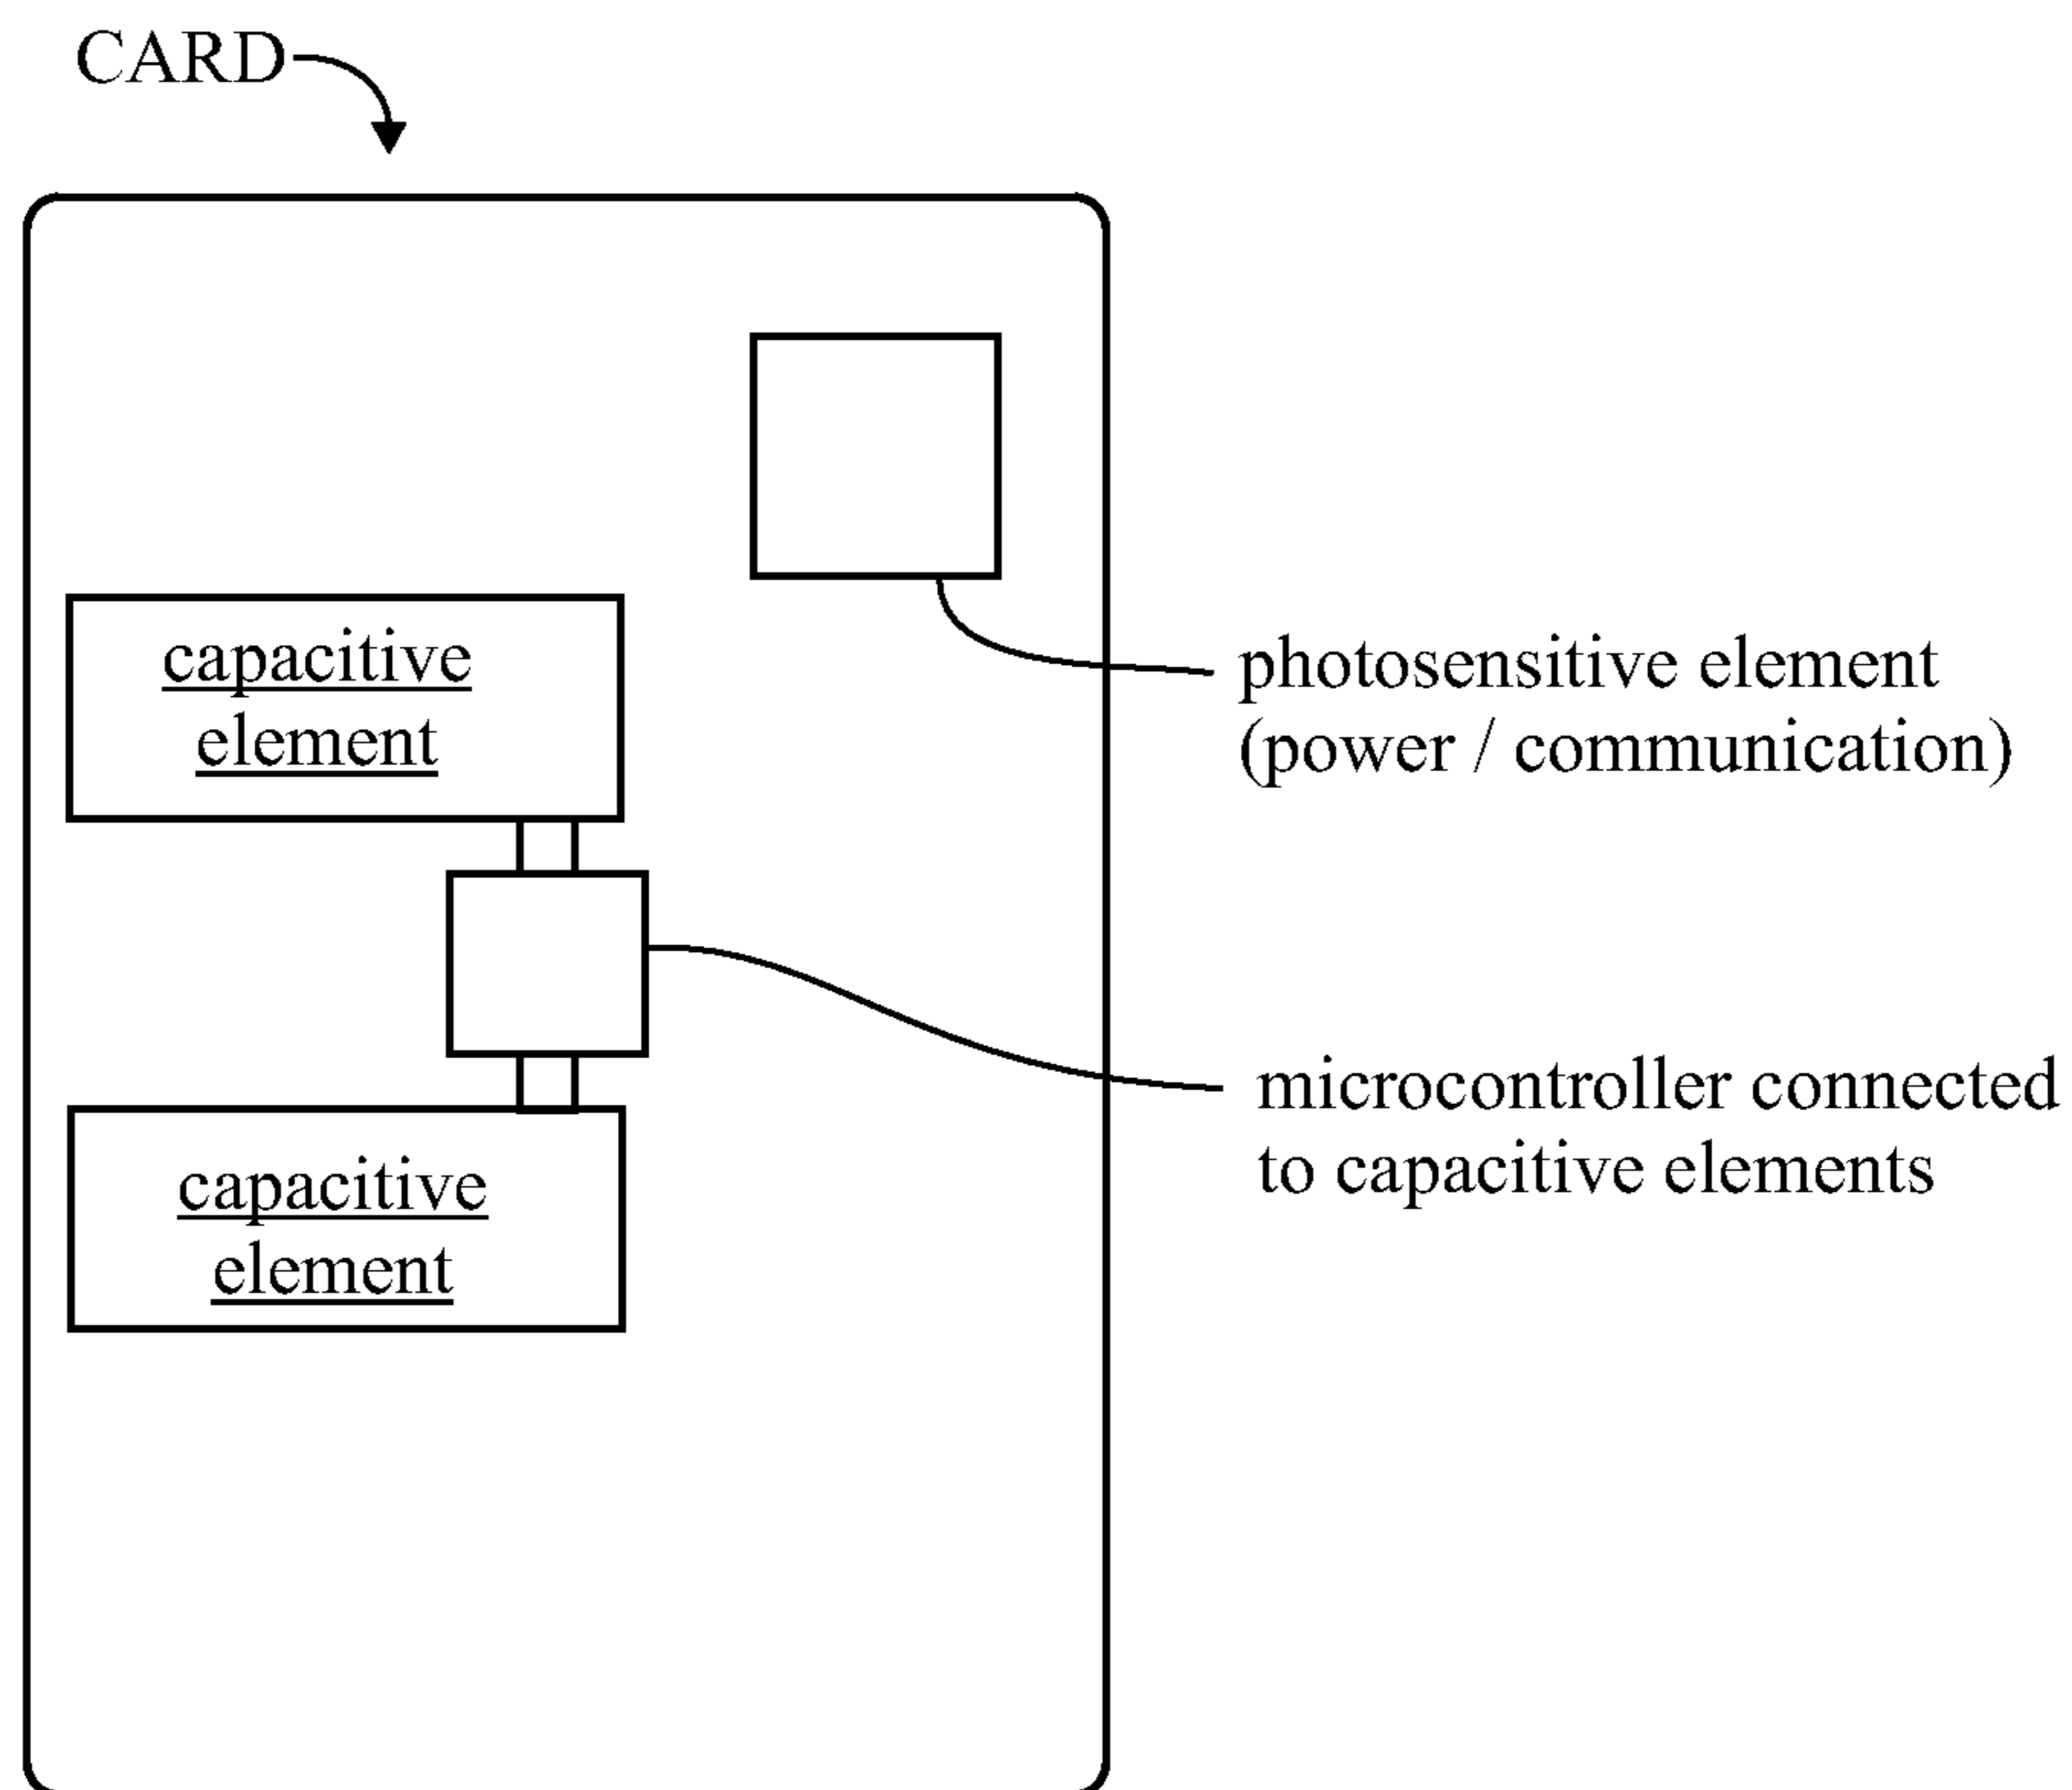 CARD
capacitive
element
photosensitive element
(power / communication)
microcontroller connected
to capacitive elements
capacitive
element